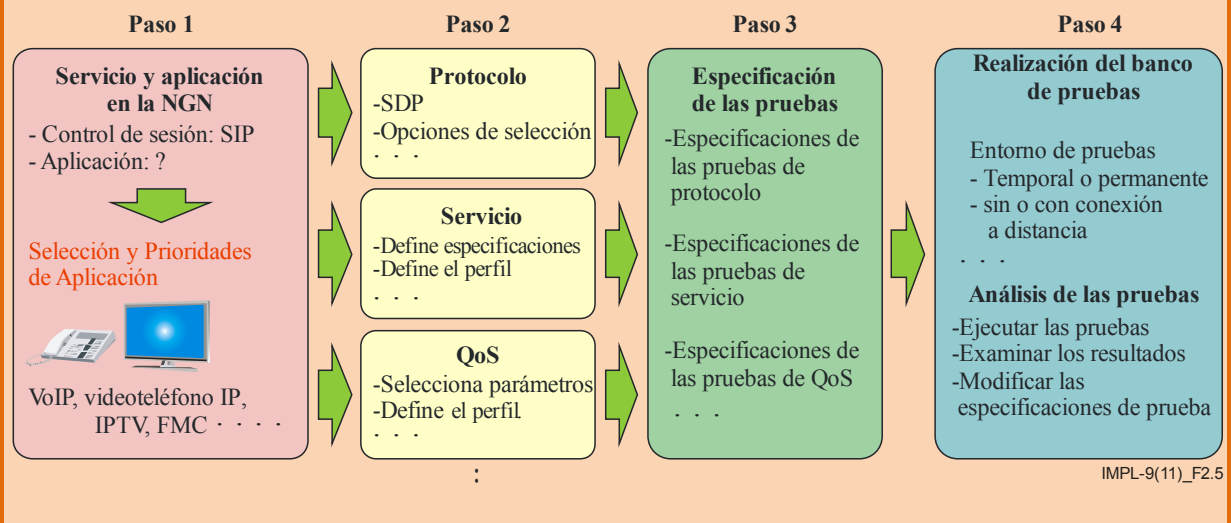 Paso 1
Paso 2
Paso 3
Paso 4
Servicio y aplicación
en la NGN
- Control de sesión: SIP
- Aplicación: ?
Selección y Prioridades
de Aplicación
VoIP, videoteléfono IP,
IPTV, FMC · · · ·
Protocolo
-SDP
-Opciones de selección
· · ·
Servicio
-Define especificaciones
-Define el perfil
· · ·
QoS
-Selecciona parámetros
-Define el perfil.
· · ·
:
Especificación
de las pruebas
-Especificaciones de
las pruebas de
protocolo
-Especificaciones de
las pruebas de
servicio
-Especificaciones de
las pruebas de QoS
· · ·
Realización del banco
de pruebas
Entorno de pruebas
- Temporal o permanente
- sin o con conexión
a distancia
· · ·
Análisis de las pruebas
-Ejecutar las pruebas
-Examinar los resultados
-Modificar las
especificaciones de prueba
IMPL-9(11)_F2.5